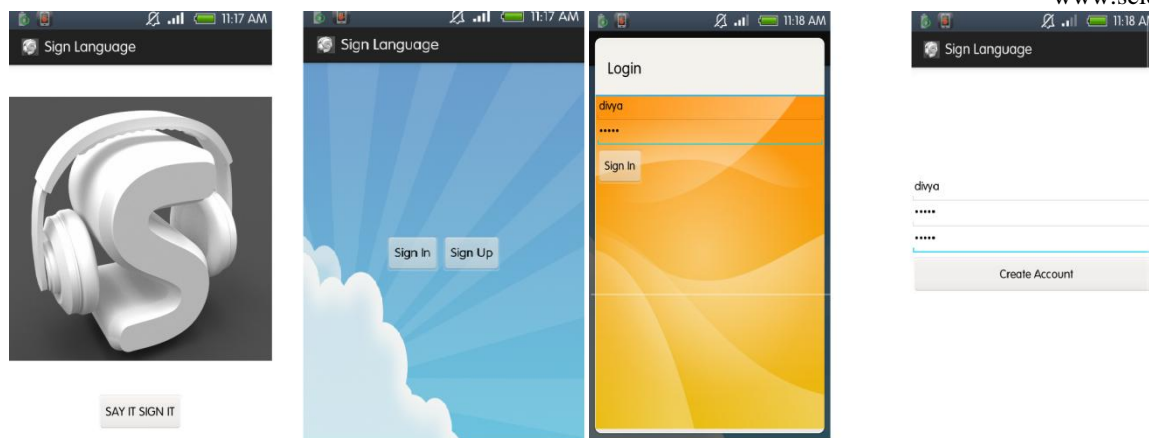 11:17 AM
Sign Language
SAY IT SIGN IT
11:17 AM
Sign Language
Sign In
Sign Up
11:18 AM
Login
divya
•••••
Sign In
11:18 AM
Sign Language
divya
•••••
•••••
Create Account